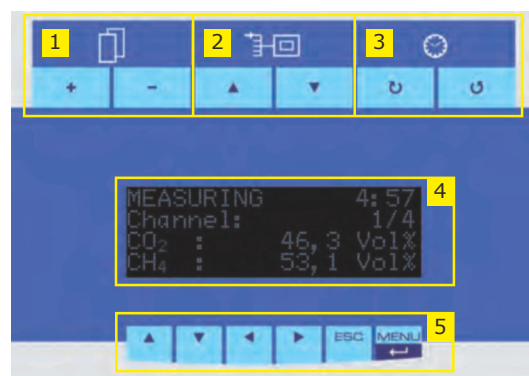 1
2
3
+ - ▲ ▼ ↻ ↺
4
MEASURING 4:57
Channel: 1/4
CO₂ : 46,3 Vol%
CH₄ : 53,1 Vol%
5
▲ ▼ ◄ ► ESC MENU